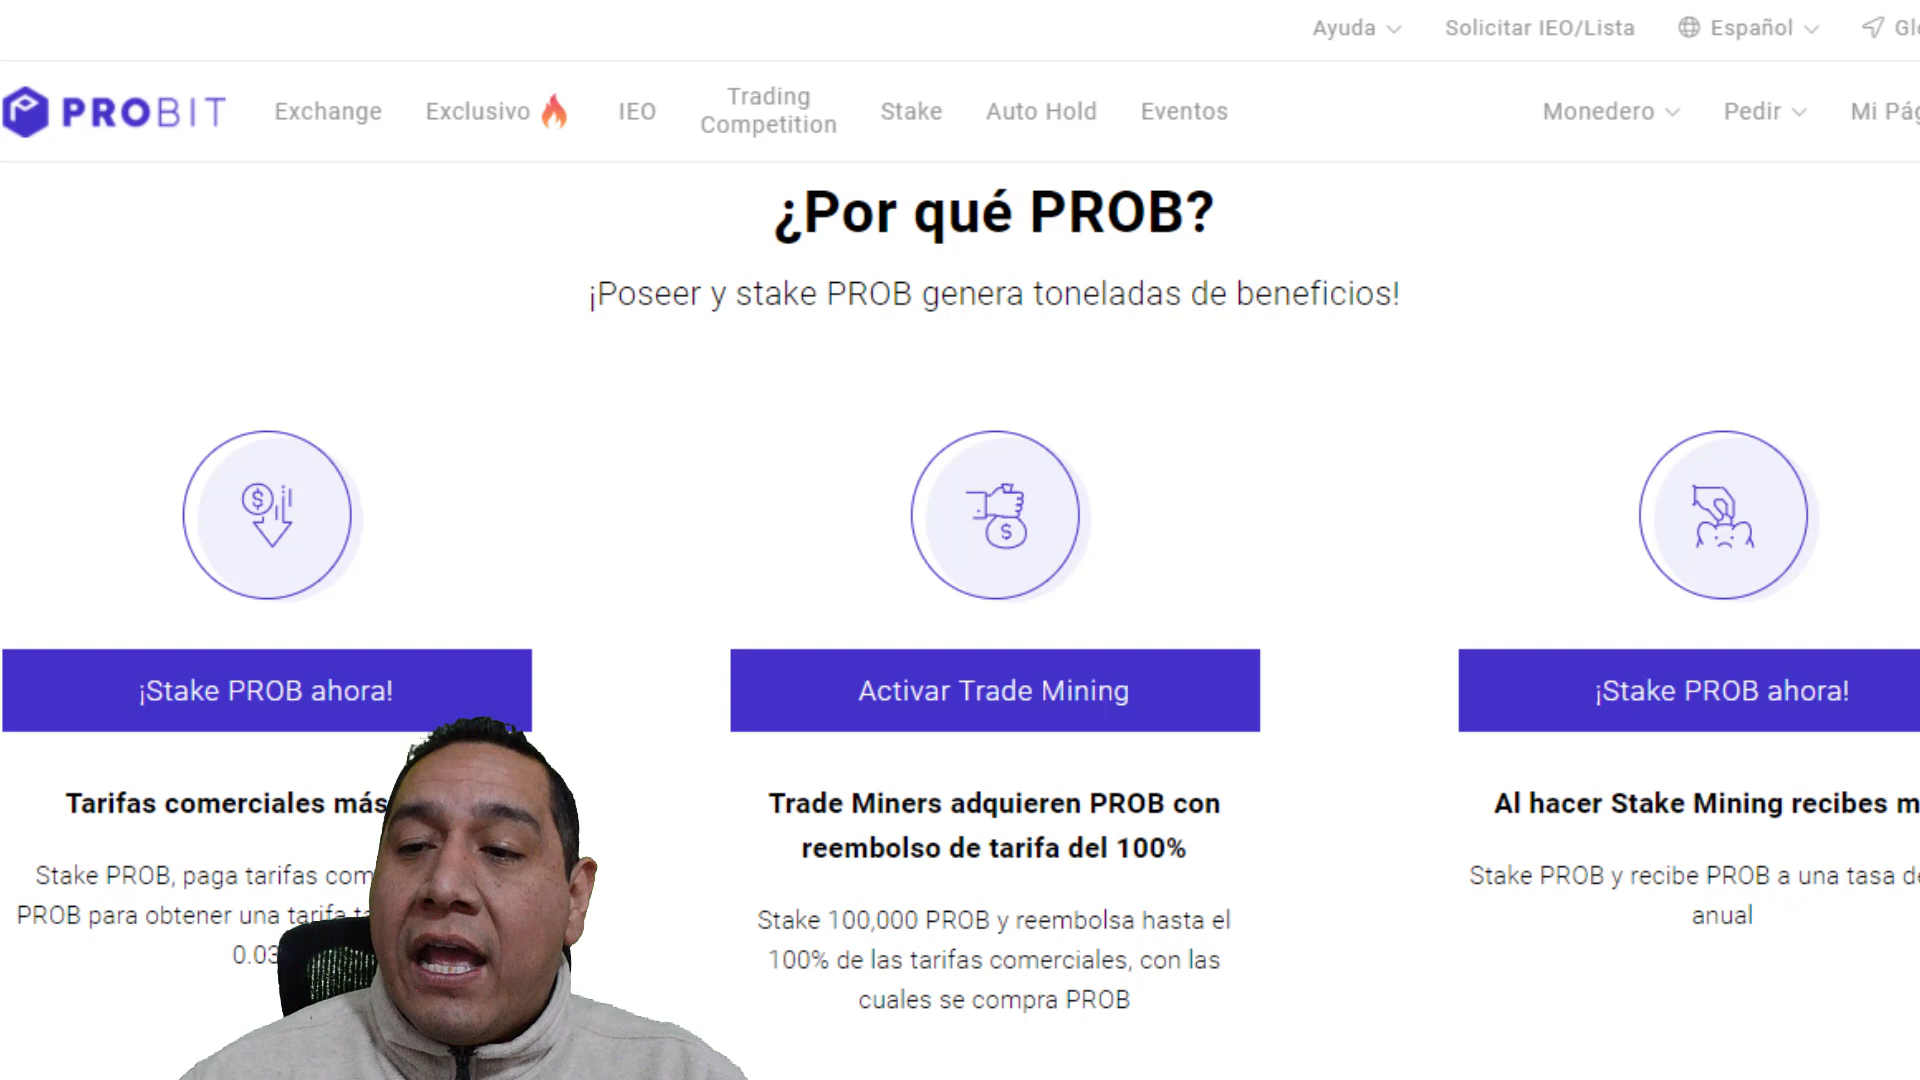 Ayuda
Solicitar IEO/Lista
Español
PROBIT
Exchange
Exclusivo
IEO
Trading
Competition
Stake
Auto Hold
Eventos
Monedero
Pedir
Mi
¿Por qué PROB?
¡Poseer y stake PROB genera toneladas de beneficios!
¡Stake PROB ahora!
Tarifas comerciales más
Stake PROB, paga tarifas
PROB para obtener una tarifa
Activar Trade Mining
Trade Miners adquieren PROB con
reembolso de tarifa del 100%
Stake 100,000 PROB y reembolsa hasta el
100% de las tarifas comerciales, con las
cuales se compra PROB
¡Stake PROB ahora!
Al hacer Stake Mining recibes
Stake PROB y recibe PROB a una tasa
anual